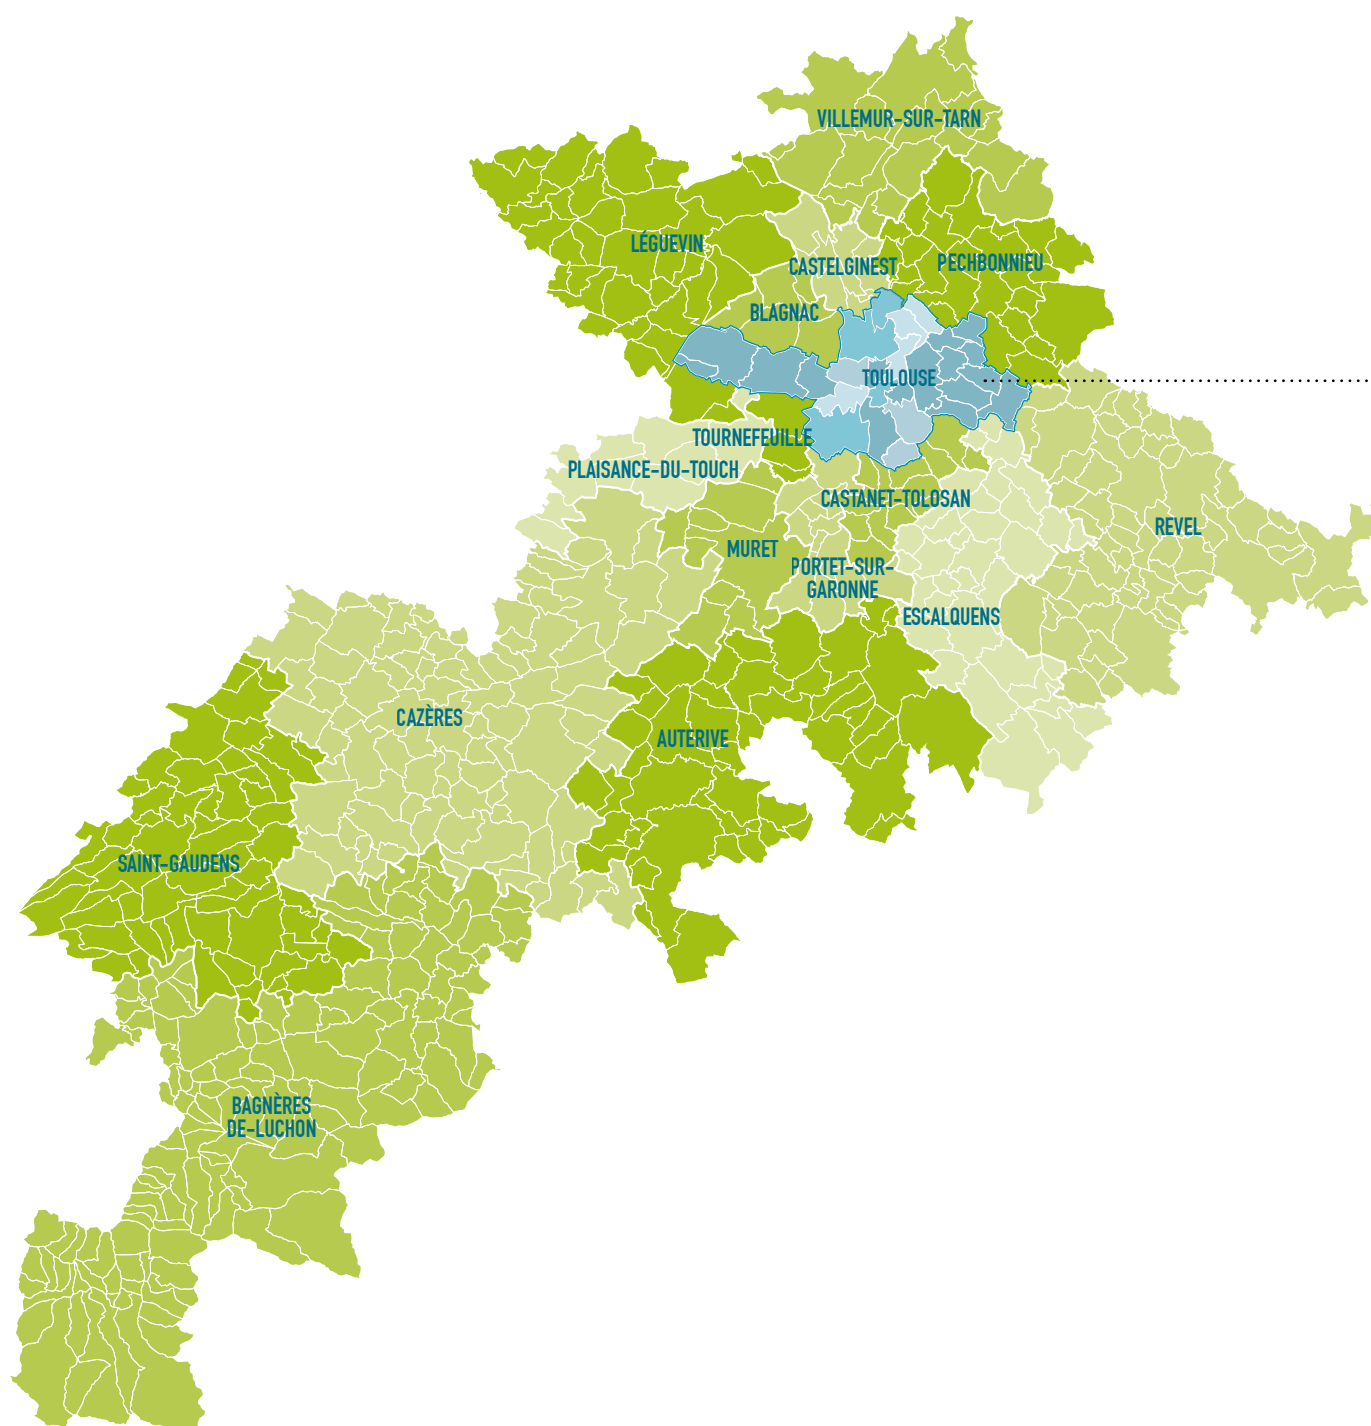 VILLEMUR-SUR-TARN
LÉGUEVIN
CASTELGINEST
PECHBONNIEU
BLAGNAC
TOULOUSE
TOURNEFEUILLE
PLAISANCE-DU-TOUCH
CASTANET-TOLOSAN
REVEL
MURET
PORTET-SUR-
GARONNE
ESCALQUENS
CAZÈRES
AUTERIVE
SAINT-GAUDENS
BAGNÈRES
DE-LUCHON